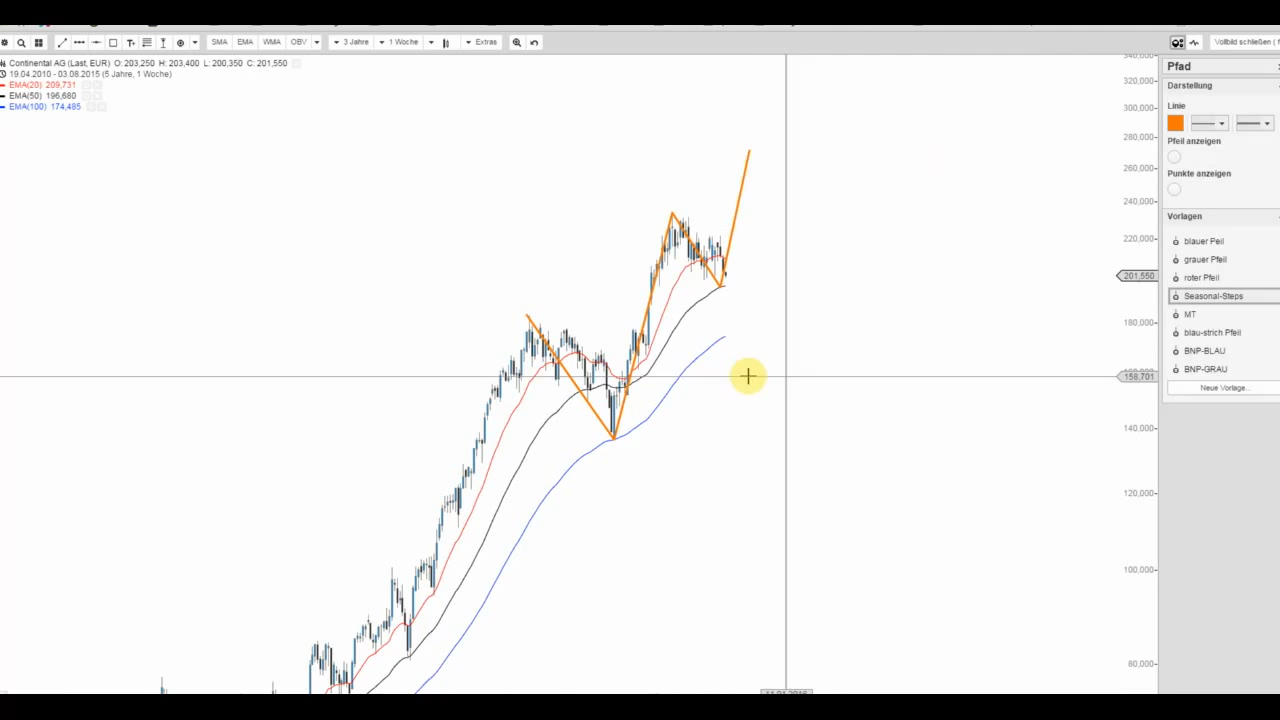 SMA EMA WMA OBV 3 Jahre 1 Woche Extras Vollbild schließen (
Continental AG (Last, EUR) O: 203,250 H: 203,400 L: 200,350 C: 201,550
19.04.2010 - 03.08.2015 (5 Jahre, 1 Woche)
EMA(20) 209,731
EMA(50) 196,680
EMA(100) 174,485
320,000
300,000
280,000
260,000
240,000
220,000
201,550
180,000
158,701
140,000
120,000
100,000
80,000
Pfad
Darstellung
Linie
Pfeil anzeigen
Punkte anzeigen
Vorlagen
blauer Peil
grauer Pfeil
roter Pfeil
Seasonal-Steps
MT
blau-strich Pfeil
BNP-BLAU
BNP-GRAU
Neue Vorlage...